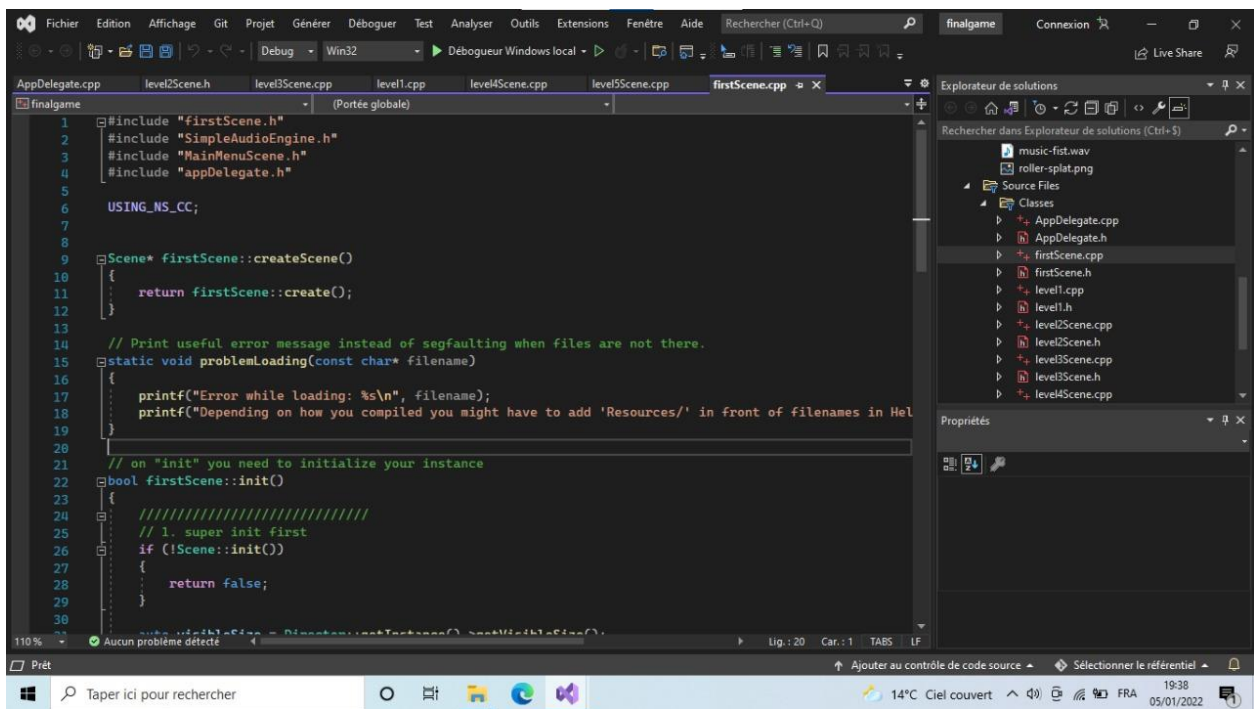 Fichier Edition Affichage Git Projet Générer Déboguer Test Analyser Outils Extensions Fenêtre Aide Rechercher (Ctrl+Q) finalgame Connexion
Debug Win32 Débogueur Windows local Live Share
AppDelegate.cpp level2Scene.h level3Scene.cpp level1.cpp level4Scene.cpp level5Scene.cpp firstScene.cpp
finalgame (Portée globale)
1 #include "firstScene.h"
2 #include "SimpleAudioEngine.h"
3 #include "MainMenuScene.h"
4 #include "appDelegate.h"
5
6 USING_NS_CC;
7
8
9 Scene* firstScene::createScene()
10 {
11 return firstScene::create();
12 }
13
14 // Print useful error message instead of segfaulting when files are not there.
15 static void problemLoading(const char* filename)
16 {
17 printf("Error while loading: %s\n", filename);
18 printf("Depending on how you compiled you might have to add 'Resources/' in front of filenames in Hel
19 }
20
21 // on "init" you need to initialize your instance
22 bool firstScene::init()
23 {
24 //////////////////////////////
25 // 1. super init first
26 if (!Scene::init())
27 {
28 return false;
29 }
30
31 auto visibleSize = Director::getInstance()->getVisibleSize();
110 % Aucun problème détecté Lig. : 20 Car. : 1 TABS LF
Explorateur de solutions
Rechercher dans Explorateur de solutions (Ctrl+$)
music-fist.wav
roller-splat.png
Source Files
Classes
AppDelegate.cpp
AppDelegate.h
firstScene.cpp
firstScene.h
level1.cpp
level1.h
level2Scene.cpp
level2Scene.h
level3Scene.cpp
level3Scene.h
level4Scene.cpp
Propriétés
Prêt Ajouter au contrôle de code source Sélectionner le référentiel
Taper ici pour rechercher 14°C Ciel couvert FRA 19:38
05/01/2022